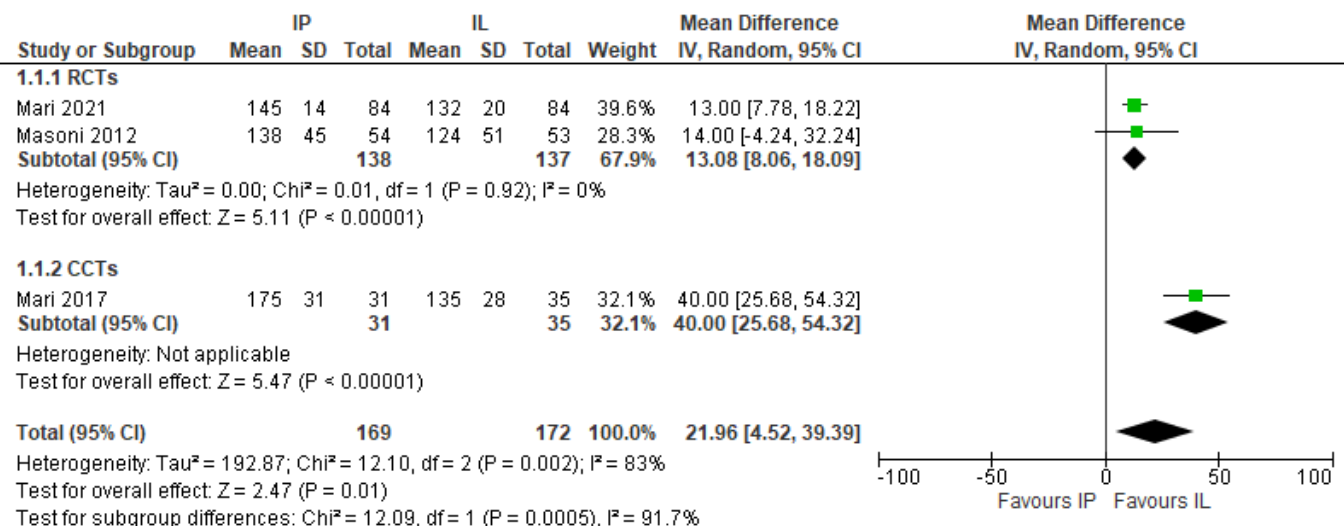 IP IL Mean Difference Mean Difference
Study or Subgroup Mean SD Total Mean SD Total Weight IV, Random, 95% CI IV, Random, 95% CI
1.1.1 RCTs
Mari 2021 145 14 84 132 20 84 39.6% 13.00 [7.78, 18.22]
Masoni 2012 138 45 54 124 51 53 28.3% 14.00 [-4.24, 32.24]
Subtotal (95% CI) 138 137 67.9% 13.08 [8.06, 18.09]
Heterogeneity: Tau² = 0.00; Chi² = 0.01, df = 1 (P = 0.92); I² = 0%
Test for overall effect: Z = 5.11 (P < 0.00001)
1.1.2 CCTs
Mari 2017 175 31 31 135 28 35 32.1% 40.00 [25.68, 54.32]
Subtotal (95% CI) 31 35 32.1% 40.00 [25.68, 54.32]
Heterogeneity: Not applicable
Test for overall effect: Z = 5.47 (P < 0.00001)
Total (95% CI) 169 172 100.0% 21.96 [4.52, 39.39]
Heterogeneity: Tau² = 192.87; Chi² = 12.10, df = 2 (P = 0.002); I² = 83%
Test for overall effect: Z = 2.47 (P = 0.01)
Test for subgroup differences: Chi² = 12.09, df = 1 (P = 0.0005), I² = 91.7%
-100 -50 0 50 100
Favours IP Favours IL